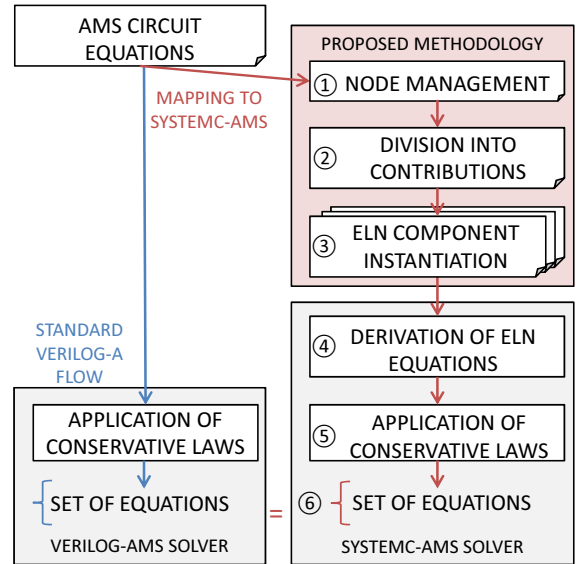 AMS CIRCUIT
EQUATIONS
PROPOSED METHODOLOGY
① NODE MANAGEMENT
MAPPING TO
SYSTEMC-AMS
② DIVISION INTO
CONTRIBUTIONS
③ ELN COMPONENT
INSTANTIATION
STANDARD
VERILOG-A
FLOW
④ DERIVATION OF ELN
EQUATIONS
APPLICATION OF
CONSERVATIVE LAWS
⑤ APPLICATION OF
CONSERVATIVE LAWS
SET OF EQUATIONS
=
⑥ SET OF EQUATIONS
VERILOG-AMS SOLVER
SYSTEMC-AMS SOLVER